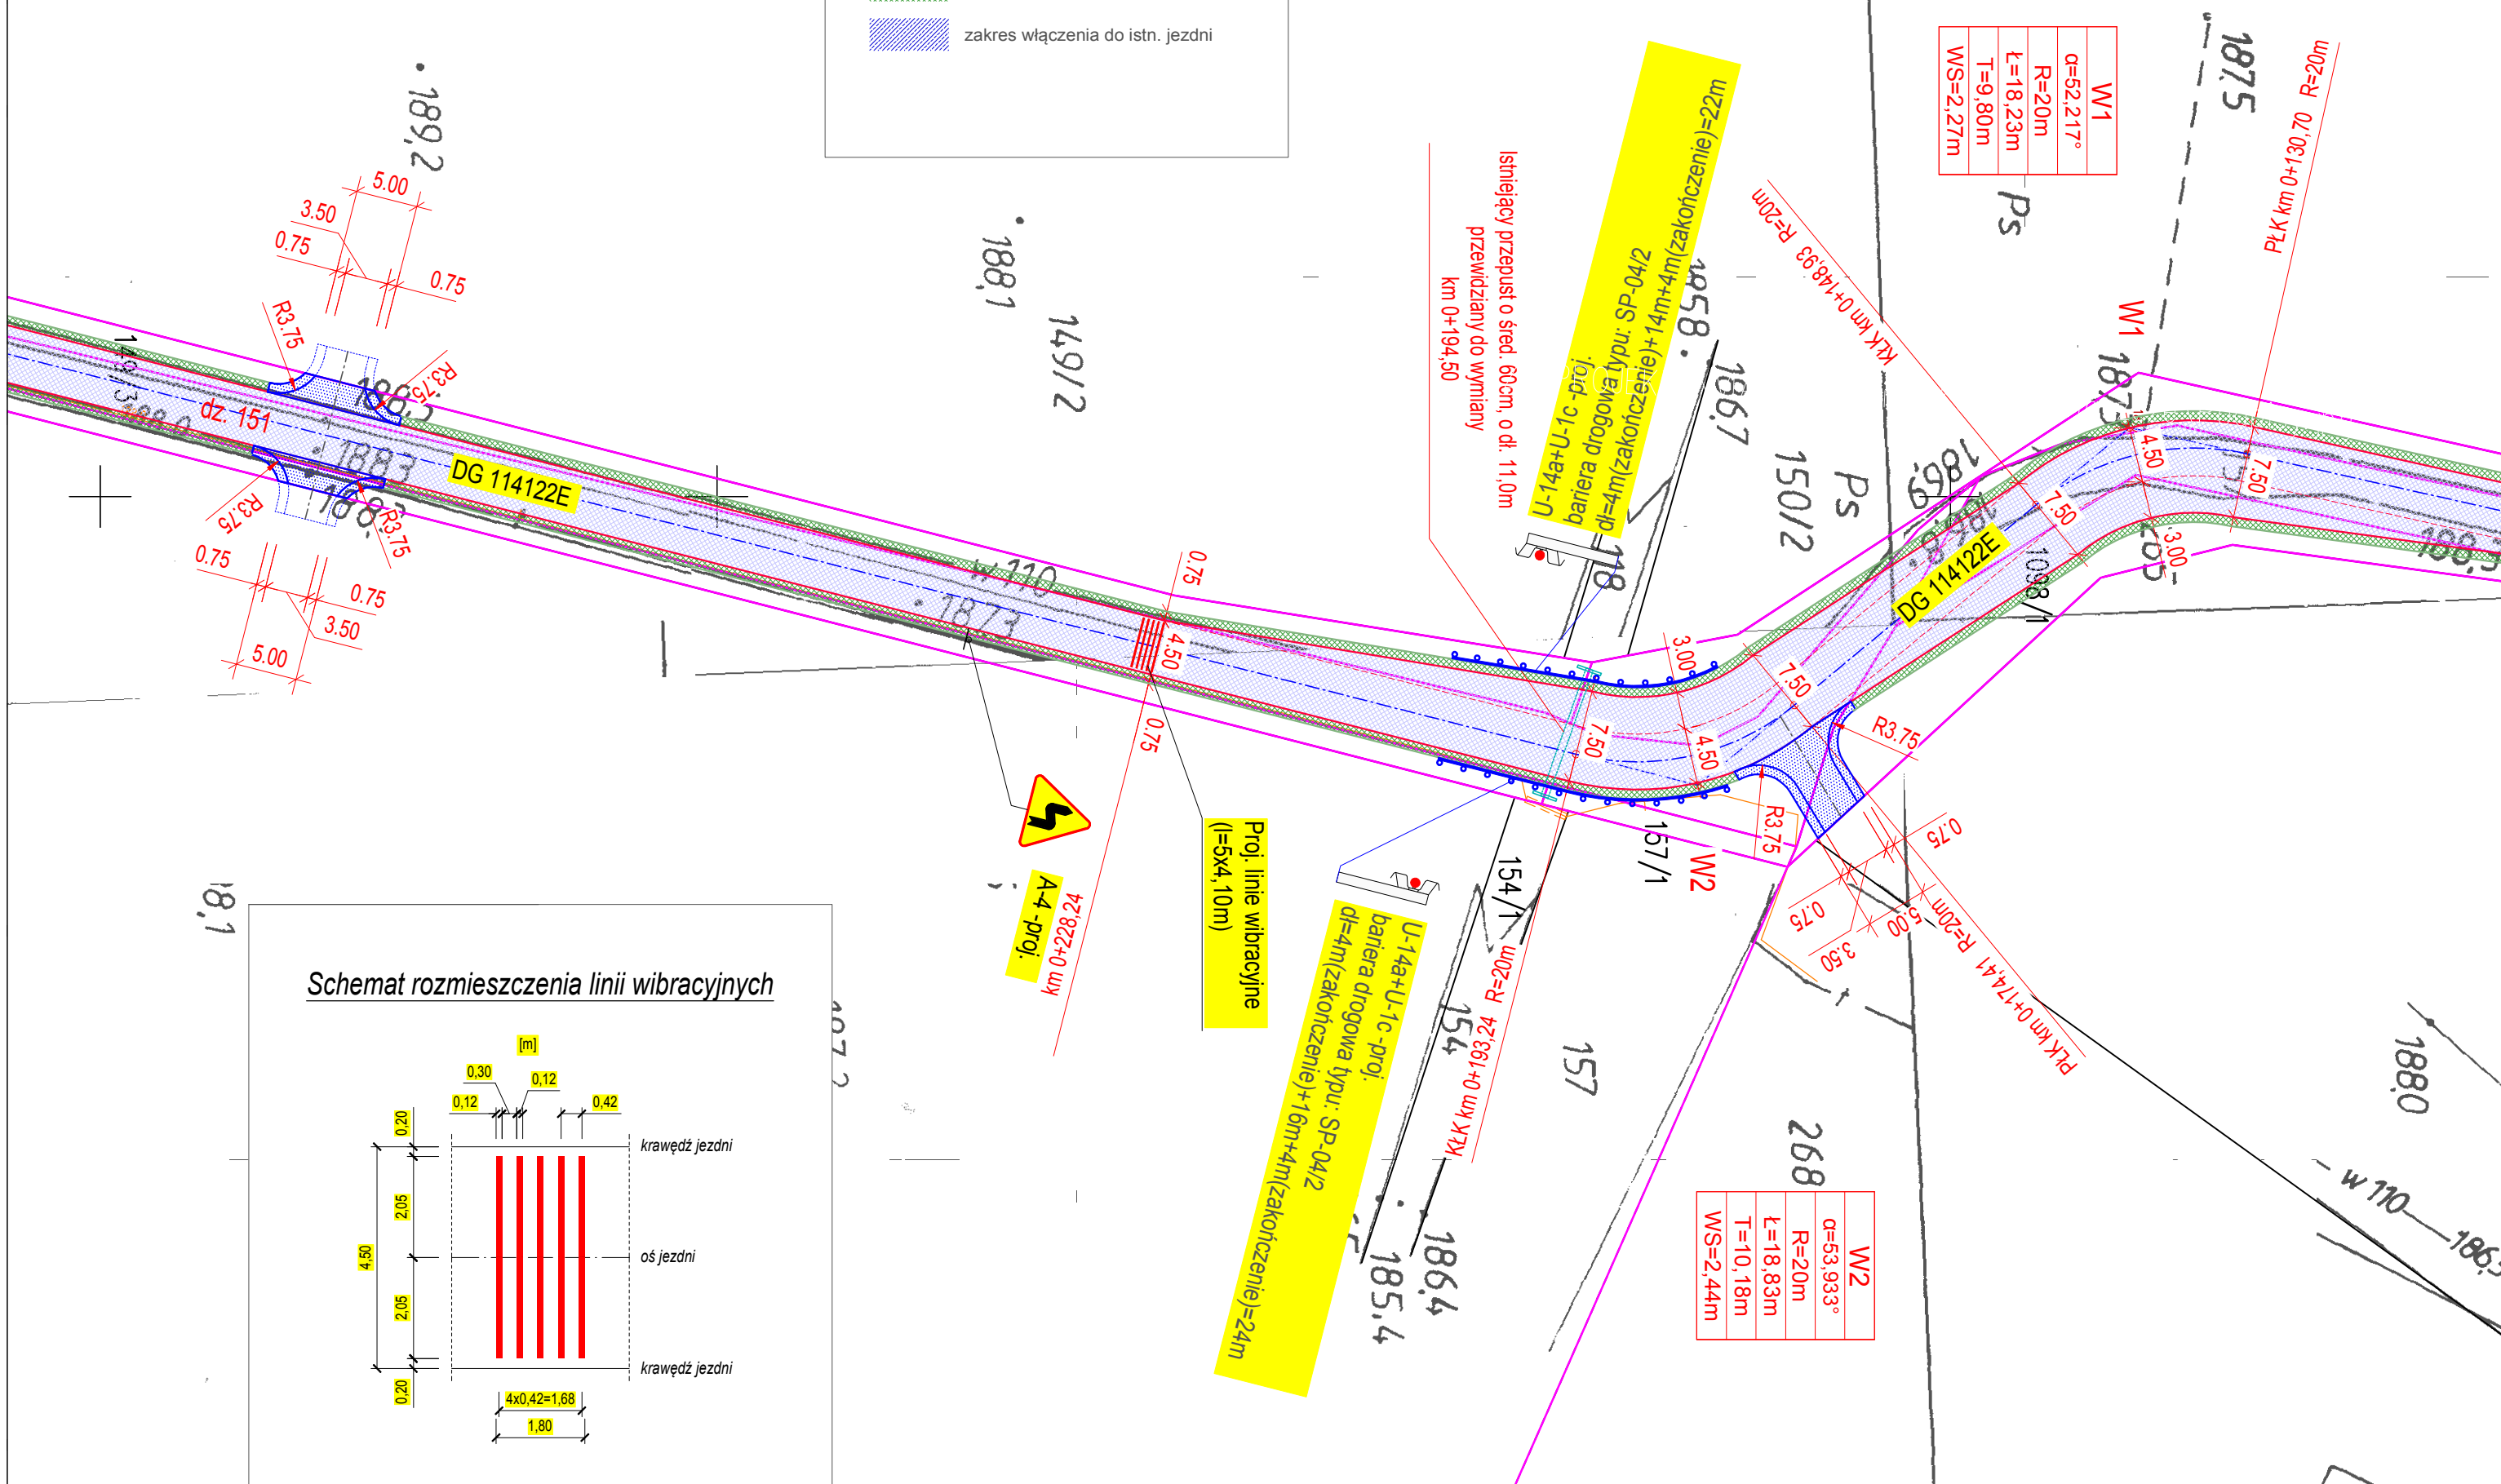 zakres włączenia do istn. jezdni
W1
α=52,217°
R=20m
Ł=18,23m
T=9,80m
WS=2,27m
187.5
PŁK km 0+130,70   R=20m
Ps
KŁK km 0+148,93   R=20m
W1
187,3
4.50
7.50
3.00
7.50
186,9
DG 114122E
1098/1
Ps
150/2
186,7
U-14a+U-1c -proj.
bariera drogowa typu: SP-04/2
dł=4m(zakończenie)+14m+4m(zakończenie)=22m
Istniejący przepust o śred. 60cm, o dł. 11,0m
przewidziany do wymiany
km 0+194,50
189,2
5.00
3.50
0.75
0.75
R3.75
R3.75
149/3
dz. 151
188.3
DG 114122E
R3.75
R3.75
0.75
0.75
3.50
5.00
188,1
149/2
w 110
187.3
0.75
4.50
0.75
3.00
7.50
7.50
4.50
R3.75
R3.75
0.75
0.75
3.50
5.00
PŁK km 0+174,41   R=20m
W2
157/1
154/1
154
157
268
188,0
w 110
KŁK km 0+193,24   R=20m
186,4
185,4
U-14a+U-1c -proj.
bariera drogowa typu: SP-04/2
dł=4m(zakończenie)+16m+4m(zakończenie)=24m
Proj. linie wibracyjne
(l=5x4,10m)
A-4 -proj.
km 0+228,24
W2
α=53,933°
R=20m
Ł=18,83m
T=10,18m
WS=2,44m
Schemat rozmieszczenia linii wibracyjnych
[m]
0,30
0,12
0,12
0,42
0,20
krawędź jezdni
2,05
4,50
oś jezdni
2,05
krawędź jezdni
0,20
4x0,42=1,68
1,80